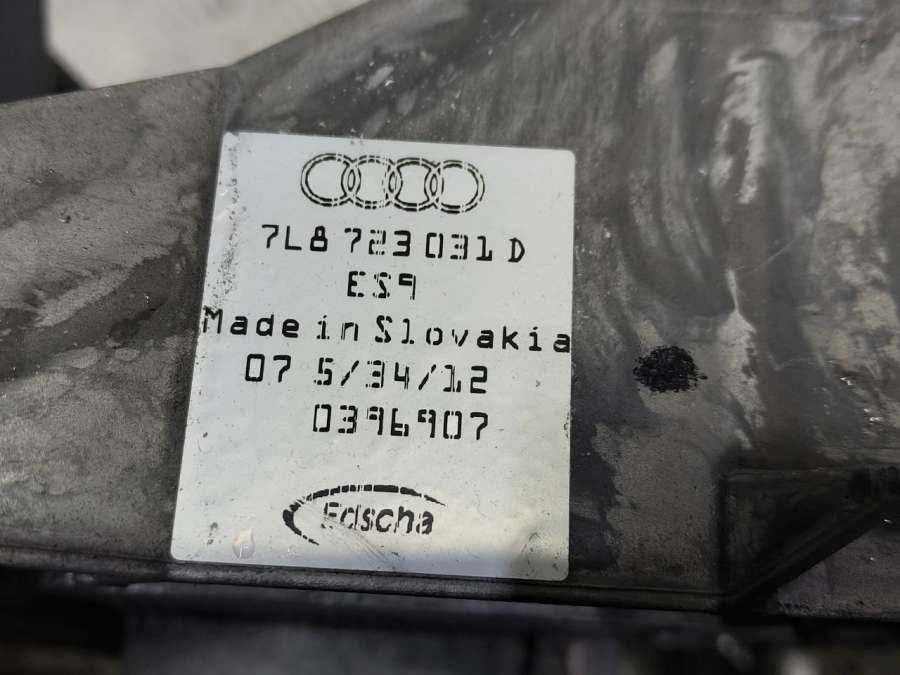 7L8 723 031 D
ES9
Made in Slovakia
07 5/34/12
0396907
Edscha